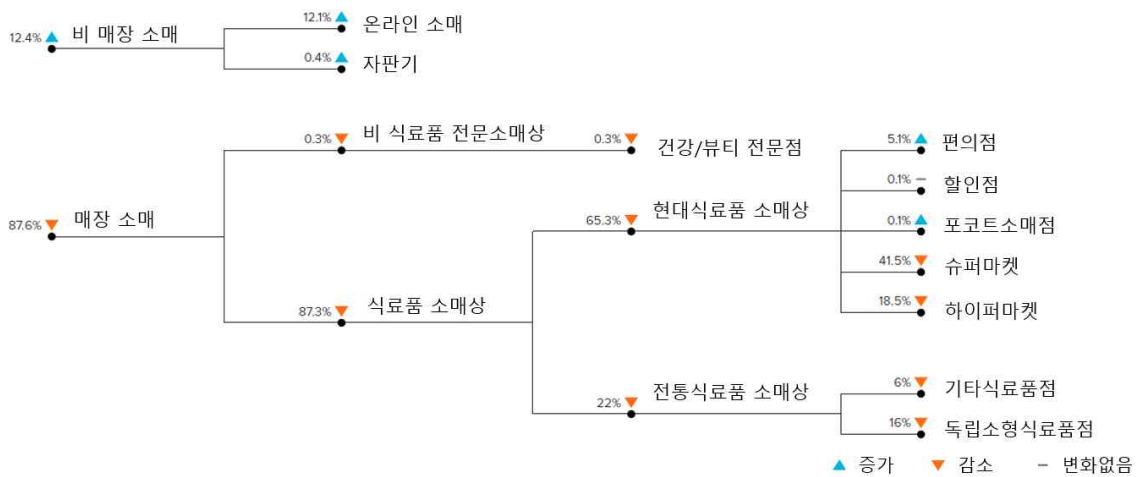 12.4% ▲ 비 매장 소매
12.1% ▲ 온라인 소매
0.4% ▲ 자판기
87.6% ▼ 매장 소매
0.3% ▼ 비 식료품 전문소매상
0.3% ▼ 건강/뷰티 전문점
87.3% ▼ 식료품 소매상
65.3% ▼ 현대식료품 소매상
5.1% ▲ 편의점
0.1% – 할인점
0.1% ▲ 포코트소매점
41.5% ▼ 슈퍼마켓
18.5% ▼ 하이퍼마켓
22% ▼ 전통식료품 소매상
6% ▼ 기타식료품점
16% ▼ 독립소형식료품점
▲ 증가 ▼ 감소 – 변화없음